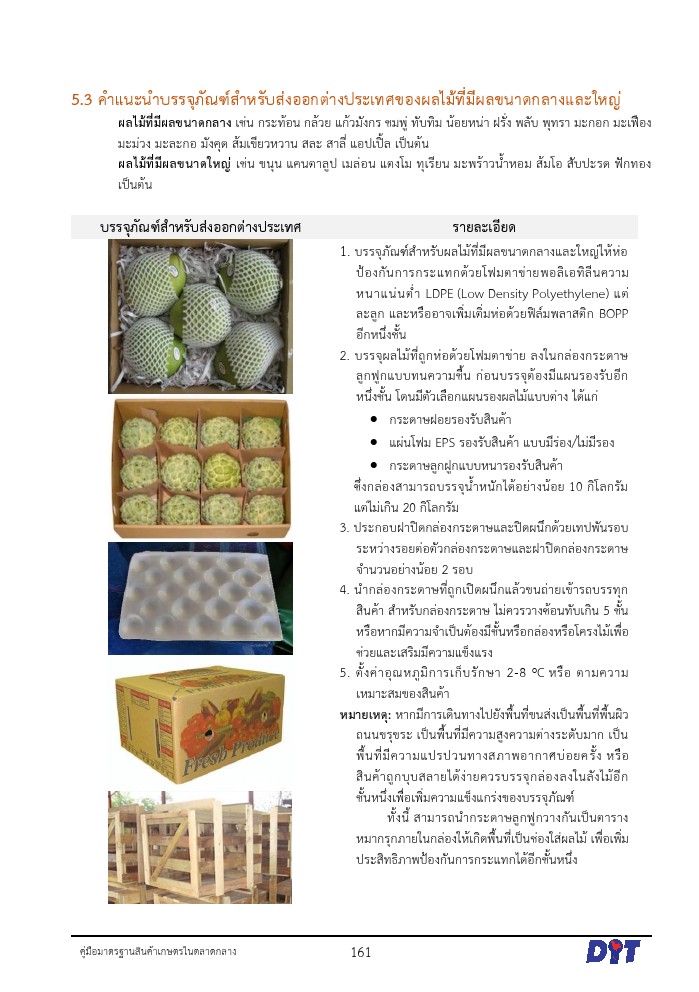 5.3 คำแนะนำบรรจุภัณฑ์สำหรับส่งออกต่างประเทศของผลไม้ที่มีผลขนาดกลางและใหญ่
ผลไม้ที่มีผลขนาดกลาง เช่น กระท้อน กล้วย แก้วมังกร ชมพู่ ทับทิม น้อยหน่า ฝรั่ง พลับ พุทรา มะกอก มะเฟือง
มะม่วง มะละกอ มังคุด ส้มเขียวหวาน สละ สาลี่ แอปเปิ้ล เป็นต้น
ผลไม้ที่มีผลขนาดใหญ่ เช่น ขนุน แคนตาลูป เมล่อน แตงโม ทุเรียน มะพร้าวน้ำหอม ส้มโอ สับปะรด ฟักทอง
เป็นต้น
บรรจุภัณฑ์สำหรับส่งออกต่างประเทศ
รายละเอียด
1. บรรจุภัณฑ์สำหรับผลไม้ที่มีผลขนาดกลางและใหญ่ให้ห่อ
ป้องกันการกระแทกด้วยโฟมตาข่ายพอลิเอทิลีนความ
หนาแน่นต่ำ LDPE (Low Density Polyethylene) แต่
ละลูก และหรืออาจเพิ่มเติ่มห่อด้วยฟิล์มพลาสติก BOPP
อีกหนึ่งชั้น
2. บรรจุผลไม้ที่ถูกห่อด้วยโฟมตาข่าย ลงในกล่องกระดาษ
ลูกฟูกแบบทนความชื้น ก่อนบรรจุต้องมีแผนรองรับอีก
หนึ่งชั้น โดนมีตัวเลือกแผนรองผลไม้แบบต่าง ได้แก่
● กระดาษฝอยรองรับสินค้า
● แผ่นโฟม EPS รองรับสินค้า แบบมีร่อง/ไม่มีรอง
● กระดาษลูกฝูกแบบหนารองรับสินค้า
ซึ่งกล่องสามารถบรรจุน้ำหนักได้อย่างน้อย 10 กิโลกรัม
แต่ไม่เกิน 20 กิโลกรัม
3. ประกอบฝาปิดกล่องกระดาษและปิดผนึกด้วยเทปพันรอบ
ระหว่างรอยต่อตัวกล่องกระดาษและฝาปิดกล่องกระดาษ
จำนวนอย่างน้อย 2 รอบ
4. นำกล่องกระดาษที่ถูกเปิดผนึกแล้วขนถ่ายเข้ารถบรรทุก
สินค้า สำหรับกล่องกระดาษ ไม่ควรวางซ้อนทับเกิน 5 ชั้น
หรือหากมีความจำเป็นต้องมีชั้นหรือกล่องหรือโครงไม้เพื่อ
ช่วยและเสริมมีความแข็งแรง
5. ตั้งค่าอุณหภูมิการเก็บรักษา 2-8 ºC หรือ ตามความ
เหมาะสมของสินค้า
หมายเหตุ: หากมีการเดินทางไปยังพื้นที่ขนส่งเป็นพื้นที่พื้นผิว
ถนนขรุขระ เป็นพื้นที่มีความสูงความต่างระดับมาก เป็น
พื้นที่มีความแปรปวนทางสภาพอากาศบ่อยครั้ง หรือ
สินค้าถูกบุบสลายได้ง่ายควรบรรจุกล่องลงในลังไม้อีก
ชั้นหนึ่งเพื่อเพิ่มความแข็งแกร่งของบรรจุภัณฑ์
ทั้งนี้ สามารถนำกระดาษลูกฟูกวางกันเป็นตาราง
หมากรุกภายในกล่องให้เกิดพื้นที่เป็นช่องใส่ผลไม้ เพื่อเพิ่ม
ประสิทธิภาพป้องกันการกระแทกได้อีกชั้นหนึ่ง
Fresh Produce
คู่มือมาตรฐานสินค้าเกษตรในตลาดกลาง
161
DIT